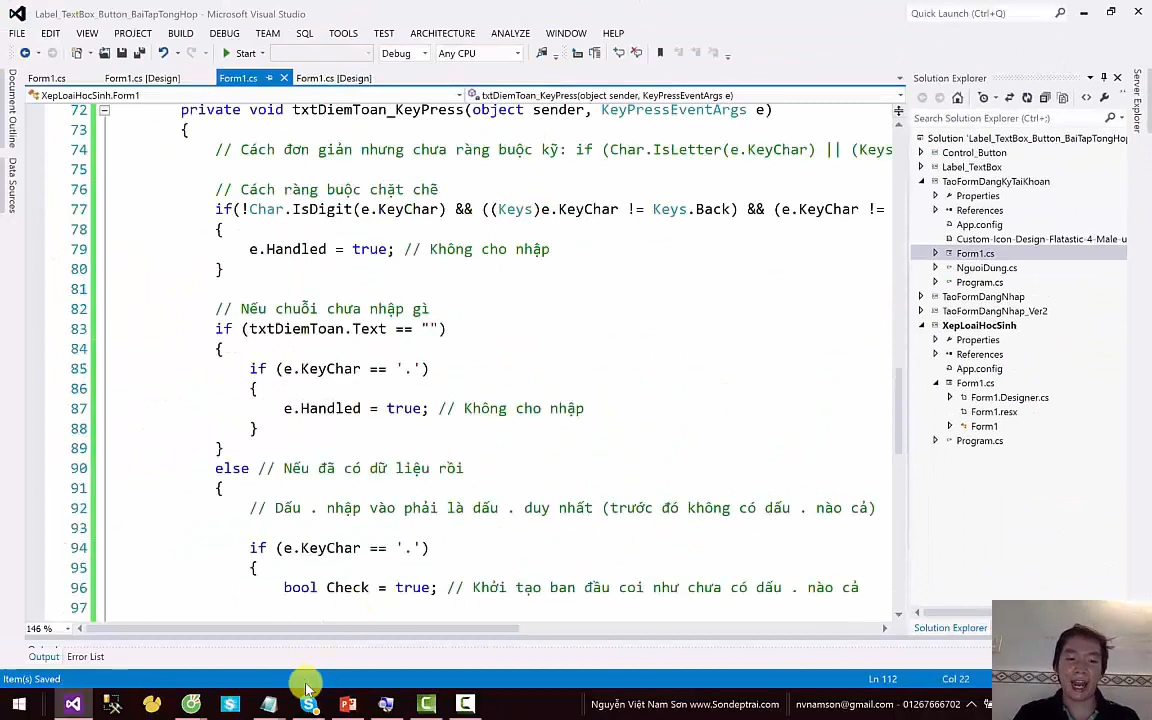 Label_TextBox_Button_BaiTapTongHop - Microsoft Visual Studio
Quick Launch (Ctrl+Q)
FILE EDIT VIEW PROJECT BUILD DEBUG TEAM SQL TOOLS TEST ARCHITECTURE ANALYZE WINDOW HELP
Start Debug Any CPU
Form1.cs Form1.cs [Design] Form1.cs Form1.cs [Design]
XepLoaiHocSinh.Form1 txtDiemToan_KeyPress(object sender, KeyPressEventArgs e)
Document Outline
Data Sources
72 private void txtDiemToan_KeyPress(object sender, KeyPressEventArgs e)
73 {
74 // Cách đơn giản nhưng chưa ràng buộc kỹ: if (Char.IsLetter(e.KeyChar) || (Keys
75
76 // Cách ràng buộc chặt chẽ
77 if(!Char.IsDigit(e.KeyChar) && ((Keys)e.KeyChar != Keys.Back) && (e.KeyChar !=
78 {
79 e.Handled = true; // Không cho nhập
80 }
81
82 // Nếu chuỗi chưa nhập gì
83 if (txtDiemToan.Text == "")
84 {
85 if (e.KeyChar == '.')
86 {
87 e.Handled = true; // Không cho nhập
88 }
89 }
90 else // Nếu đã có dữ liệu rồi
91 {
92 // Dấu . nhập vào phải là dấu . duy nhất (trước đó không có dấu . nào cả)
93
94 if (e.KeyChar == '.')
95 {
96 bool Check = true; // Khởi tạo ban đầu coi như chưa có dấu . nào cả
97
146 %
Output Error List
Item(s) Saved Ln 112 Col 22
Solution Explorer
Search Solution Explorer (Ctrl+;)
Solution 'Label_TextBox_Button_BaiTapTongHop
Control_Button
Label_TextBox
TaoFormDangKyTaiKhoan
Properties
References
App.config
Custom-Icon-Design-Flatastic-4-Male-u
Form1.cs
NguoiDung.cs
Program.cs
TaoFormDangNhap
TaoFormDangNhap_Ver2
XepLoaiHocSinh
Properties
References
App.config
Form1.cs
Form1.Designer.cs
Form1.resx
Form1
Program.cs
Solution Explorer
Server Explorer
Toolbox
Nguyễn Việt Nam Sơn www.Sondeptrai.com nvnamson@gmail.com - 01267666702